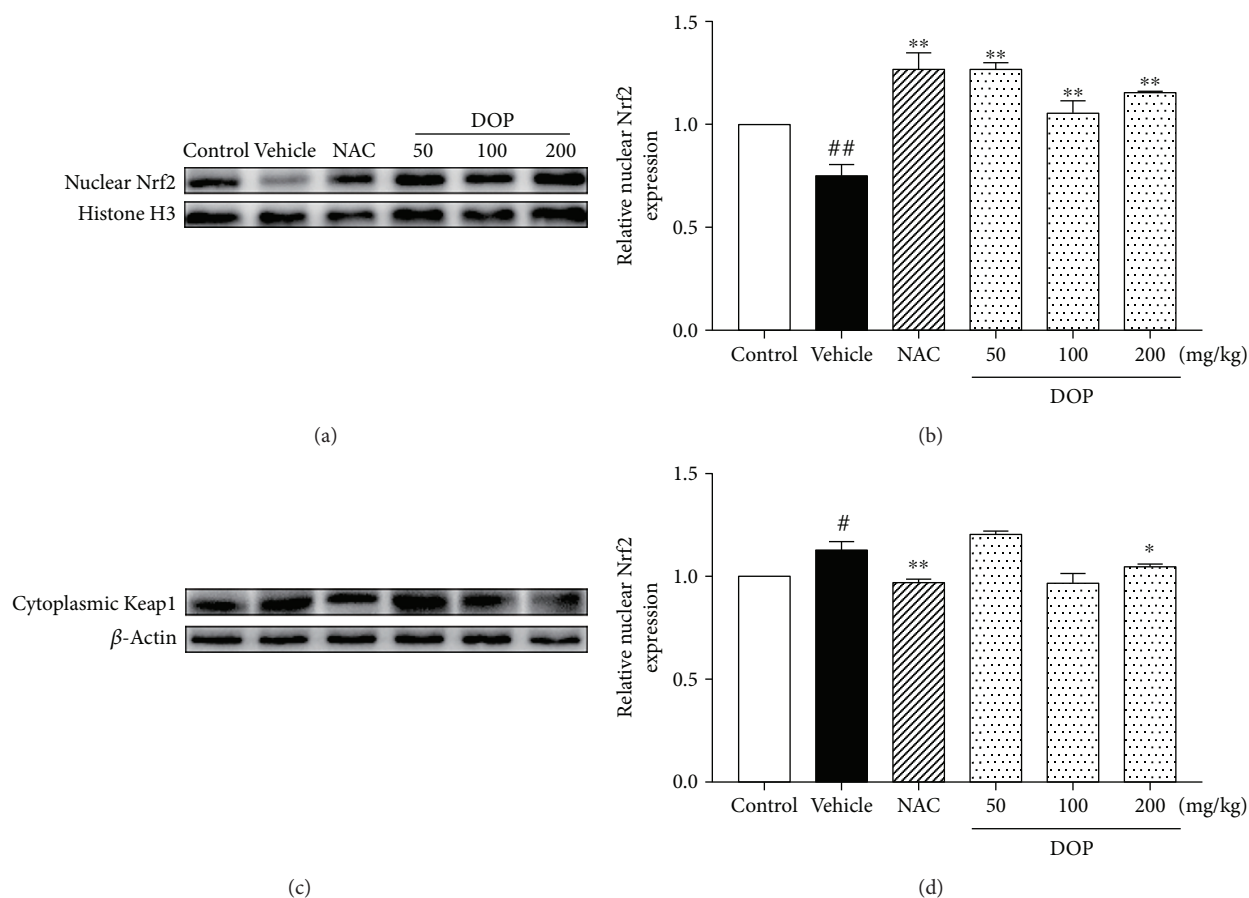 DOP
Control Vehicle NAC 50 100 200
Nuclear Nrf2
Histone H3
(a)
Relative nuclear Nrf2
expression
1.5
1.0
0.5
0.0
**
##
**
**
**
Control Vehicle NAC 50 100 200 (mg/kg)
DOP
(b)
Cytoplasmic Keap1
β-Actin
(c)
Relative nuclear Nrf2
expression
1.5
1.0
0.5
0.0
#
**
*
Control Vehicle NAC 50 100 200 (mg/kg)
DOP
(d)